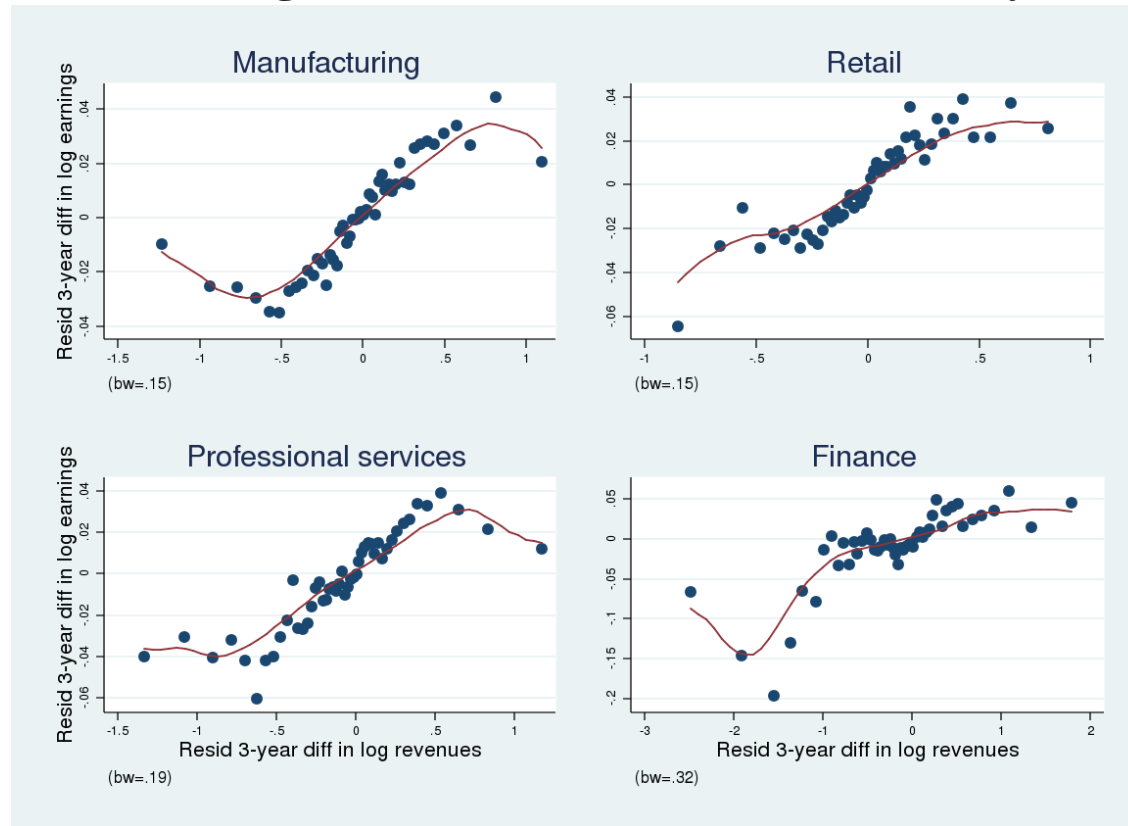 Manufacturing
Resid 3-year diff in log earnings
.04
.02
0
-.02
-.04
-1.5 -1 -.5 0 .5 1
(bw=.15)
Retail
.04
.02
0
-.02
-.04
-.06
-1 -.5 0 .5 1
(bw=.15)
Professional services
Resid 3-year diff in log earnings
.04
.02
0
-.02
-.04
-.06
-1.5 -1 -.5 0 .5 1
Resid 3-year diff in log revenues
(bw=.19)
Finance
.05
0
-.05
-.1
-.15
-.2
-3 -2 -1 0 1 2
Resid 3-year diff in log revenues
(bw=.32)